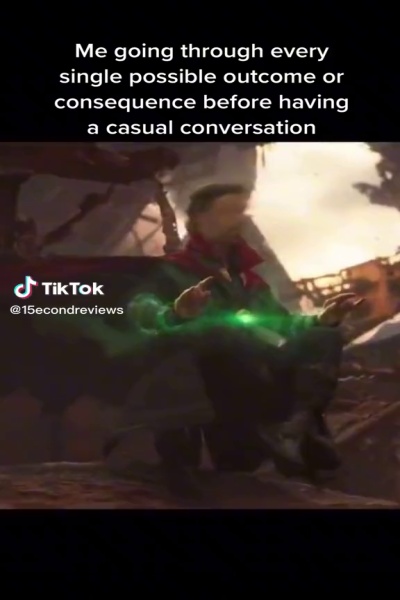 Me going through every
single possible outcome or
consequence before having
a casual conversation
TikTok
@15econdreviews